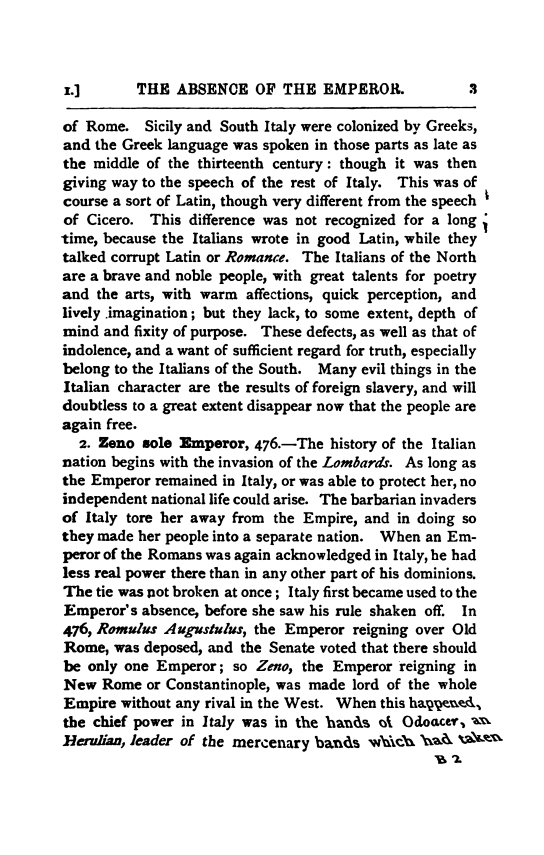 I.] THE ABSENCE OF THE EMPEROR. 3
of Rome. Sicily and South Italy were colonized by Greeks,
and the Greek language was spoken in those parts as late as
the middle of the thirteenth century : though it was then
giving way to the speech of the rest of Italy. This was of
course a sort of Latin, though very different from the speech
of Cicero. This difference was not recognized for a long
time, because the Italians wrote in good Latin, while they
talked corrupt Latin or Romance. The Italians of the North
are a brave and noble people, with great talents for poetry
and the arts, with warm affections, quick perception, and
lively imagination ; but they lack, to some extent, depth of
mind and fixity of purpose. These defects, as well as that of
indolence, and a want of sufficient regard for truth, especially
belong to the Italians of the South. Many evil things in the
Italian character are the results of foreign slavery, and will
doubtless to a great extent disappear now that the people are
again free.
2. Zeno sole Emperor, 476.—The history of the Italian
nation begins with the invasion of the Lombards. As long as
the Emperor remained in Italy, or was able to protect her, no
independent national life could arise. The barbarian invaders
of Italy tore her away from the Empire, and in doing so
they made her people into a separate nation. When an Em-
peror of the Romans was again acknowledged in Italy, he had
less real power there than in any other part of his dominions.
The tie was not broken at once ; Italy first became used to the
Emperor's absence, before she saw his rule shaken off. In
476, Romulus Augustulus, the Emperor reigning over Old
Rome, was deposed, and the Senate voted that there should
be only one Emperor; so Zeno, the Emperor reigning in
New Rome or Constantinople, was made lord of the whole
Empire without any rival in the West. When this happened,
the chief power in Italy was in the hands of Odoacer, an
Herulian, leader of the mercenary bands which had taken
B 2